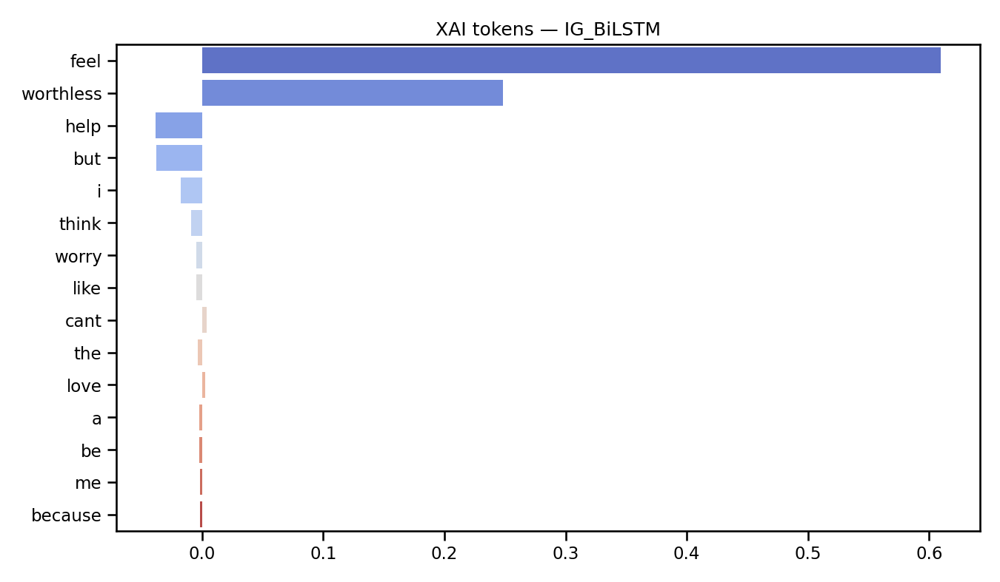 XAI tokens — IG_BiLSTM
feel
worthless
help
but
i
think
worry
like
cant
the
love
a
be
me
because
0.0 0.1 0.2 0.3 0.4 0.5 0.6